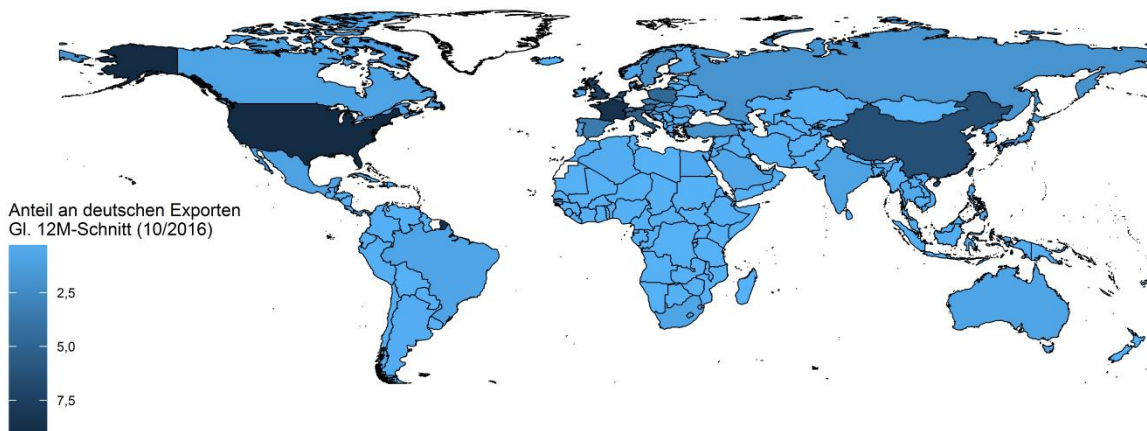 Anteil an deutschen Exporten
Gl. 12M-Schnitt (10/2016)
2,5
5,0
7,5